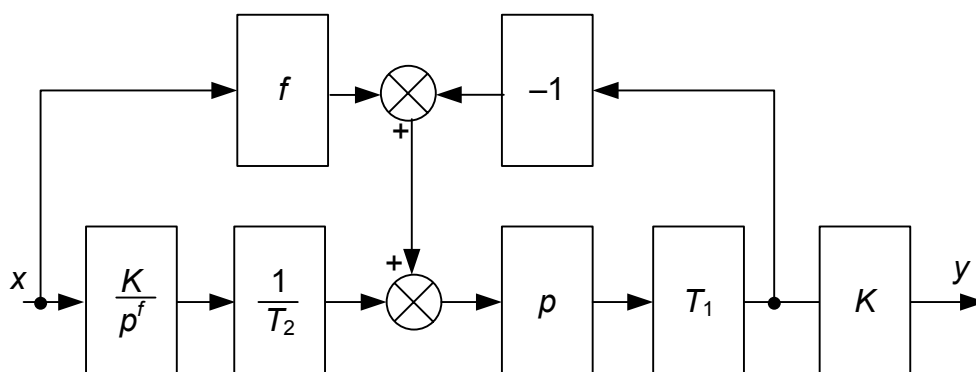 f
–1
+
+
x
K
p^f
1
T₂
p
T₁
K
y